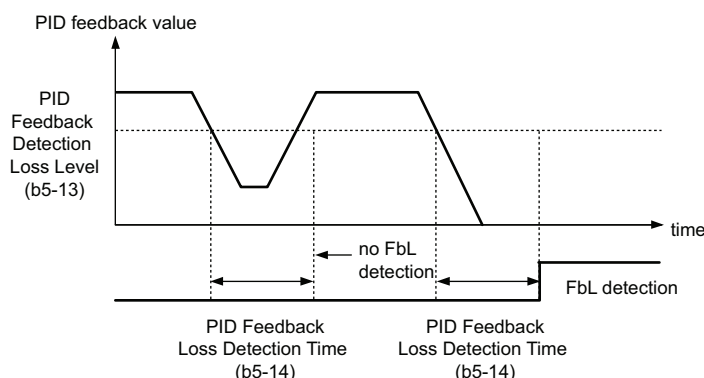 PID feedback value
PID
Feedback
Detection
Loss Level
(b5-13)
time
no FbL
detection
FbL detection
PID Feedback
Loss Detection Time
(b5-14)
PID Feedback
Loss Detection Time
(b5-14)